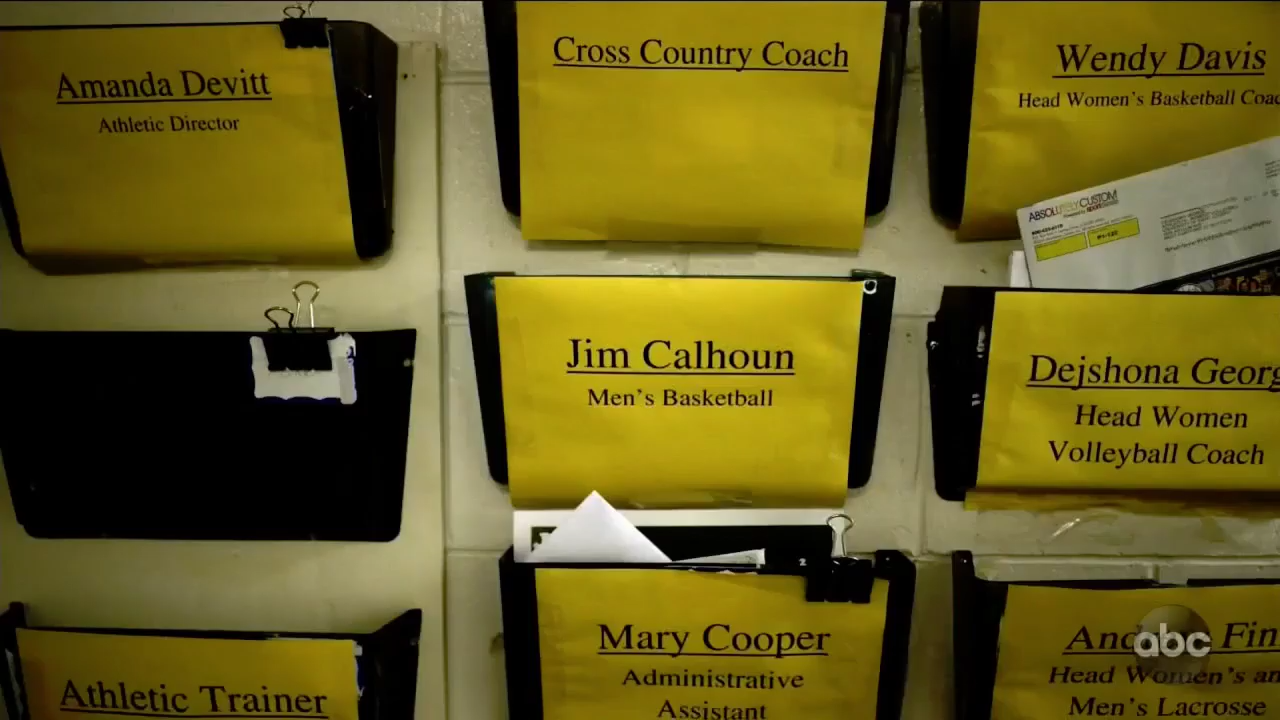 Amanda Devitt
Athletic Director
Cross Country Coach
Wendy Davis
Head Women's Basketball
ABSOLUTELY CUSTOM
Jim Calhoun
Men's Basketball
Dejshona
Head Women
Volleyball Coach
Athletic Trainer
Mary Cooper
Administrative
Assistant
Head Women's
Men's Lacrosse
abc